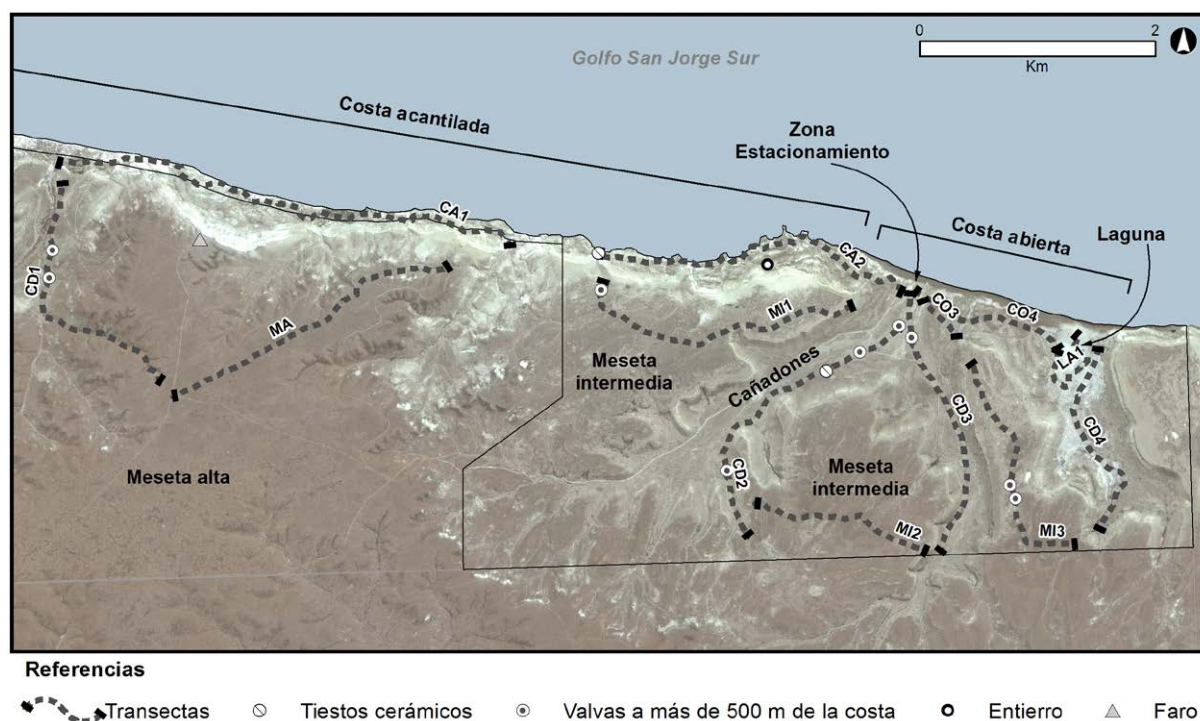 0 2
Km
Golfo San Jorge Sur
Costa acantilada
Zona
Estacionamiento
Costa abierta
Laguna
CA1
CA2
CO3
CO4
LA1
CD1
MA
MI1
Meseta
intermedia
Cañadones
CD3
CD4
Meseta alta
Meseta
intermedia
CD2
MI2
MI3
Referencias
Transectas Tiestos cerámicos Valvas a más de 500 m de la costa Entierro Faro